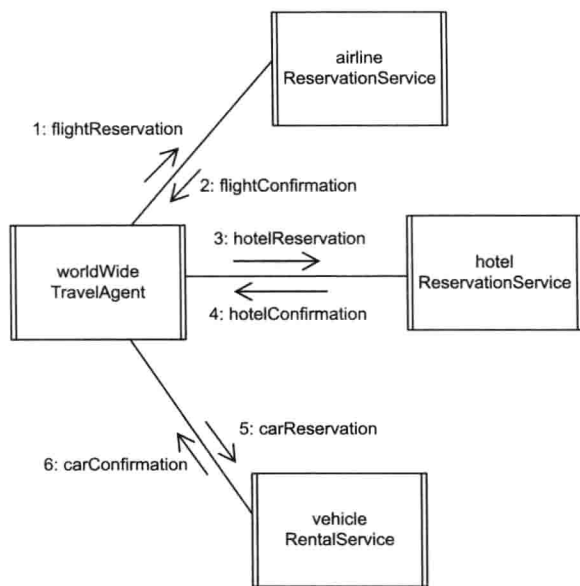 airline
ReservationService
1: flightReservation
2: flightConfirmation
3: hotelReservation
worldWide
TravelAgent
hotel
ReservationService
4: hotelConfirmation
5: carReservation
6: carConfirmation
vehicle
RentalService